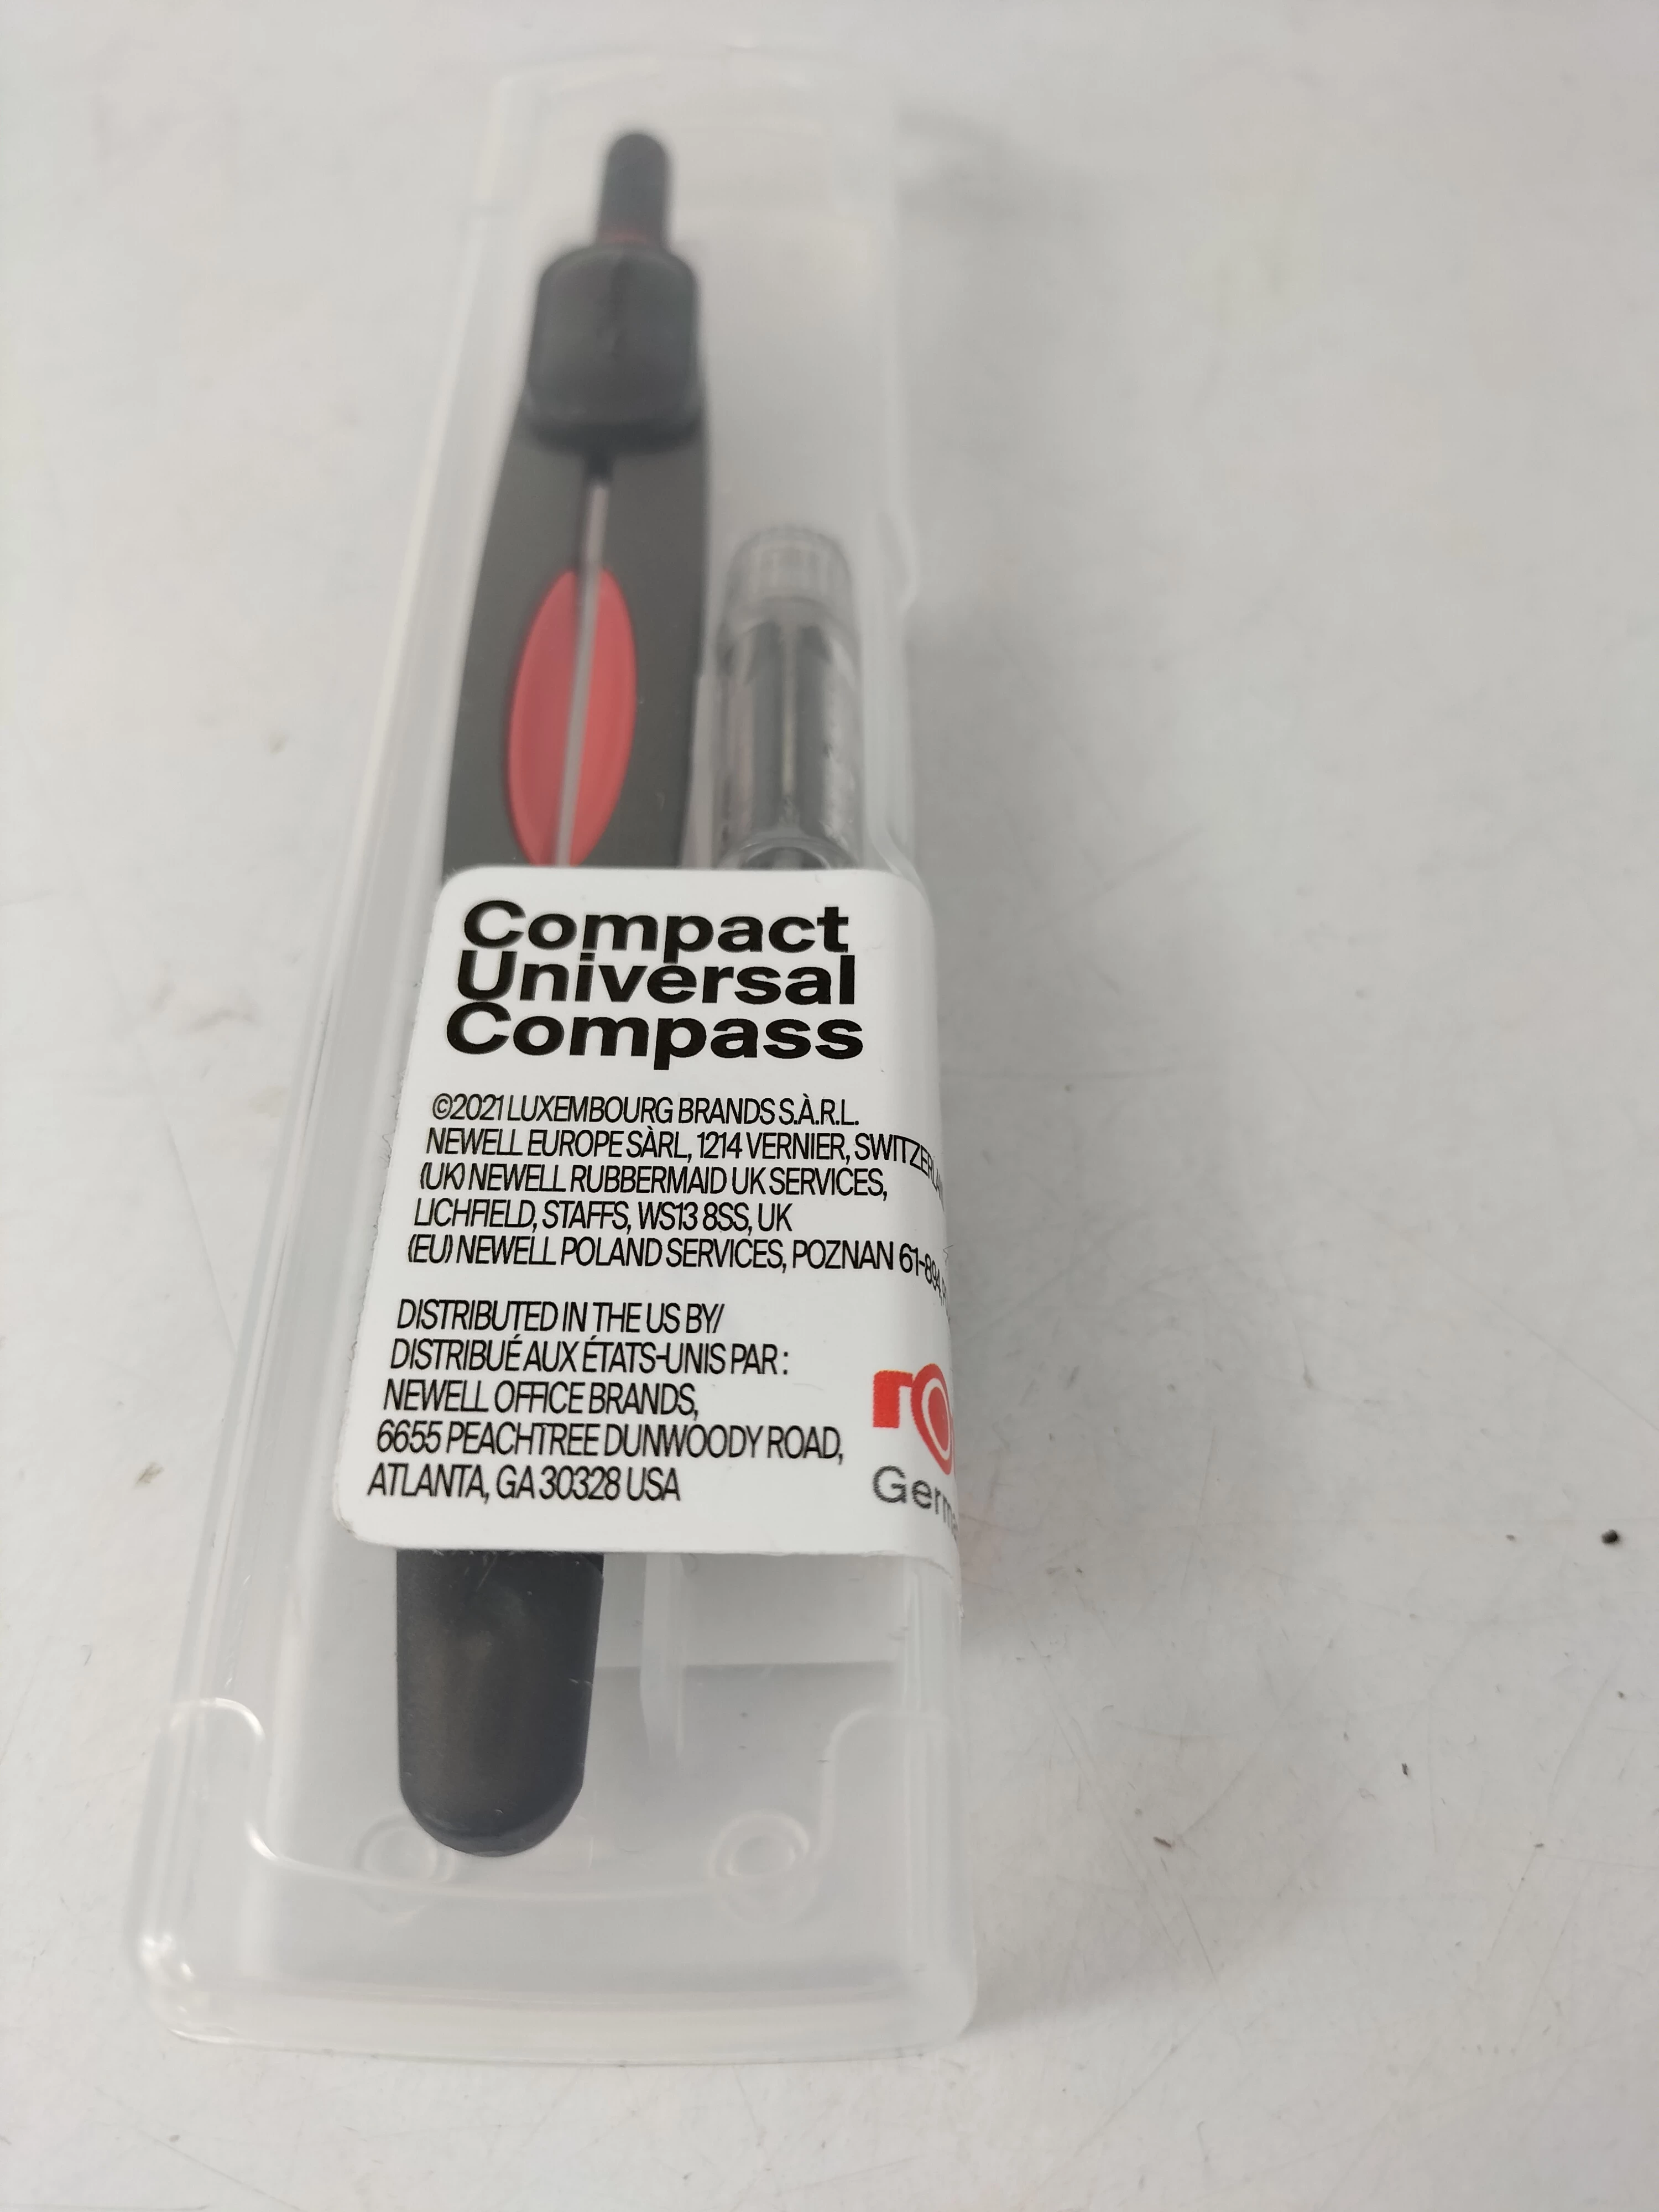 Compact
Universal
Compass
©2021 LUXEMBOURG BRANDS S.À.R.L.
NEWELL EUROPE SÀRL, 1214 VERNIER,
(UK) NEWELL RUBBERMAID UK SERVICES,
LICHFIELD, STAFFS, WS13 8SS, UK
(EU) NEWELL POLAND SERVICES, POZNAN 61-894,
DISTRIBUTED IN THE US BY/
DISTRIBUÉ AUX ÉTATS-UNIS PAR :
NEWELL OFFICE BRANDS,
6655 PEACHTREE DUNWOODY ROAD,
ATLANTA, GA 30328 USA